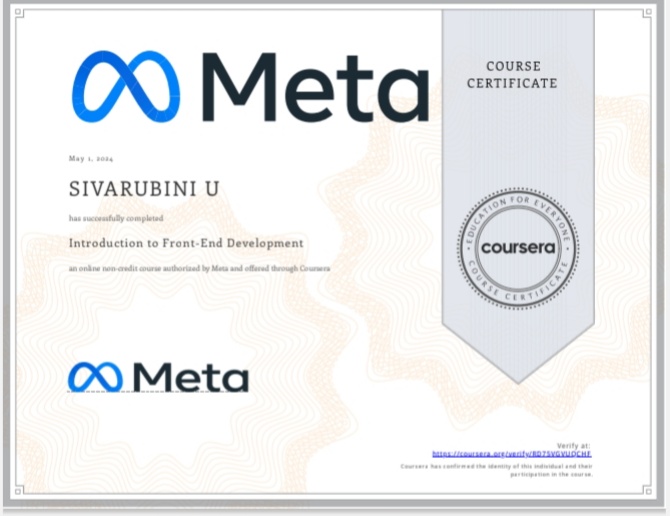 Meta
COURSE
CERTIFICATE
May 1, 2024
SIVARUBINI U
has successfully completed
Introduction to Front-End Development
an online non-credit course authorized by Meta and offered through Coursera
EDUCATION FOR EVERYONE
coursera
COURSE CERTIFICATE
Meta
Verify at:
https://coursera.org/verify/
Coursera has confirmed the identity of this individual and their
participation in the course.